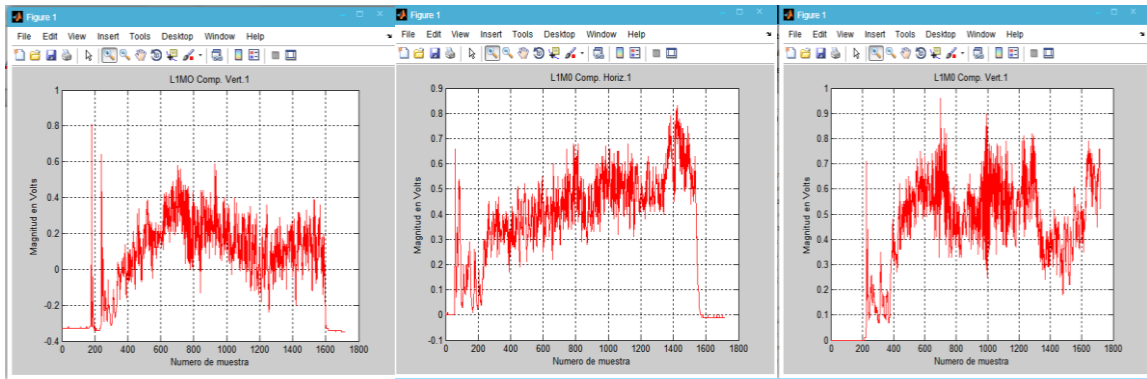 Figure 1
File Edit View Insert Tools Desktop Window Help
L1MO Comp. Vert.1
Magnitud en Volts
1
0.8
0.6
0.4
0.2
0
-0.2
-0.4
0 200 400 600 800 1000 1200 1400 1600 1800
Numero de muestra
Figure 1
File Edit View Insert Tools Desktop Window Help
L1M0 Comp. Horiz.1
Magnitud en Volts
0.9
0.8
0.7
0.6
0.5
0.4
0.3
0.2
0.1
0
-0.1
0 200 400 600 800 1000 1200 1400 1600 1800
Numero de muestra
Figure 1
File Edit View Insert Tools Desktop Window Help
L1M0 Comp. Vert.1
Magnitud en Volts
1
0.9
0.8
0.7
0.6
0.5
0.4
0.3
0.2
0.1
0
0 200 400 600 800 1000 1200 1400 1600 1800
Numero de muestra